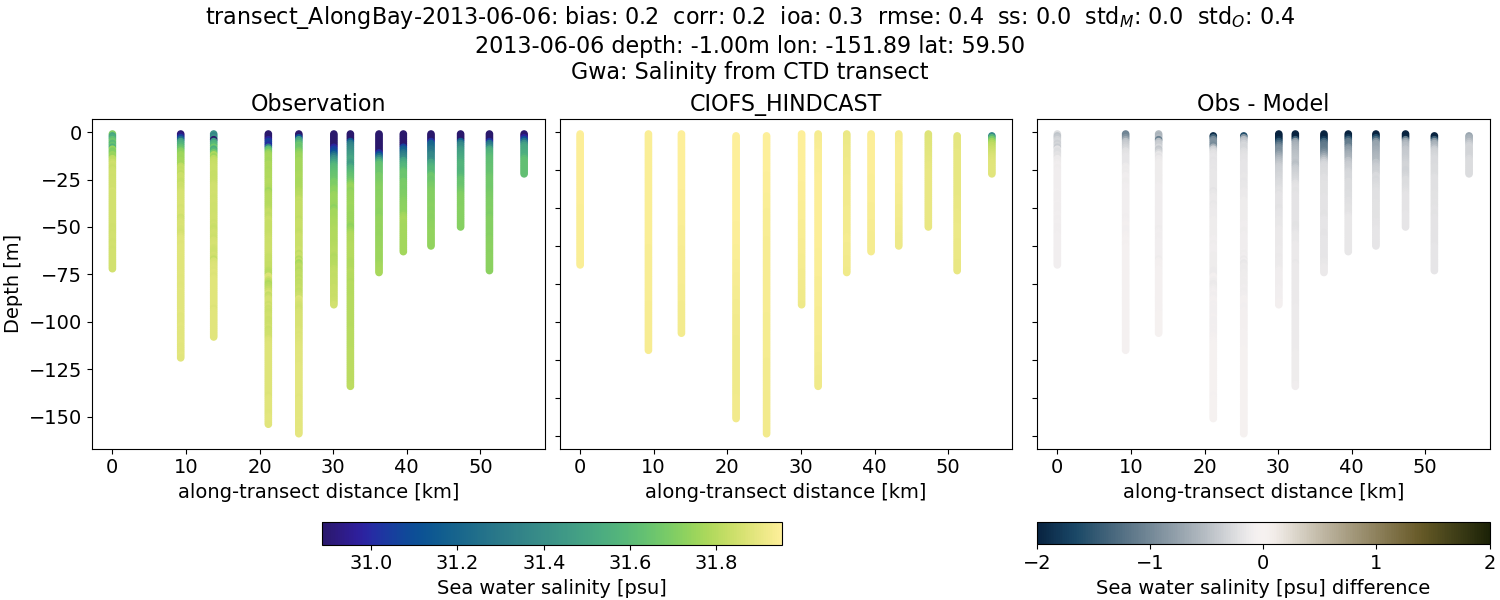 transect_AlongBay-2013-06-06: bias: 0.2 corr: 0.2 ioa: 0.3 rmse: 0.4 ss: 0.0 std_M: 0.0 std_O: 0.4
2013-06-06 depth: -1.00m lon: -151.89 lat: 59.50
Gwa: Salinity from CTD transect
Observation
CIOFS_HINDCAST
Obs - Model
Depth [m]
0
−25
−50
−75
−100
−125
−150
0 10 20 30 40 50
0 10 20 30 40 50
0 10 20 30 40 50
along-transect distance [km]
along-transect distance [km]
along-transect distance [km]
31.0 31.2 31.4 31.6 31.8
Sea water salinity [psu]
−2 −1 0 1 2
Sea water salinity [psu] difference